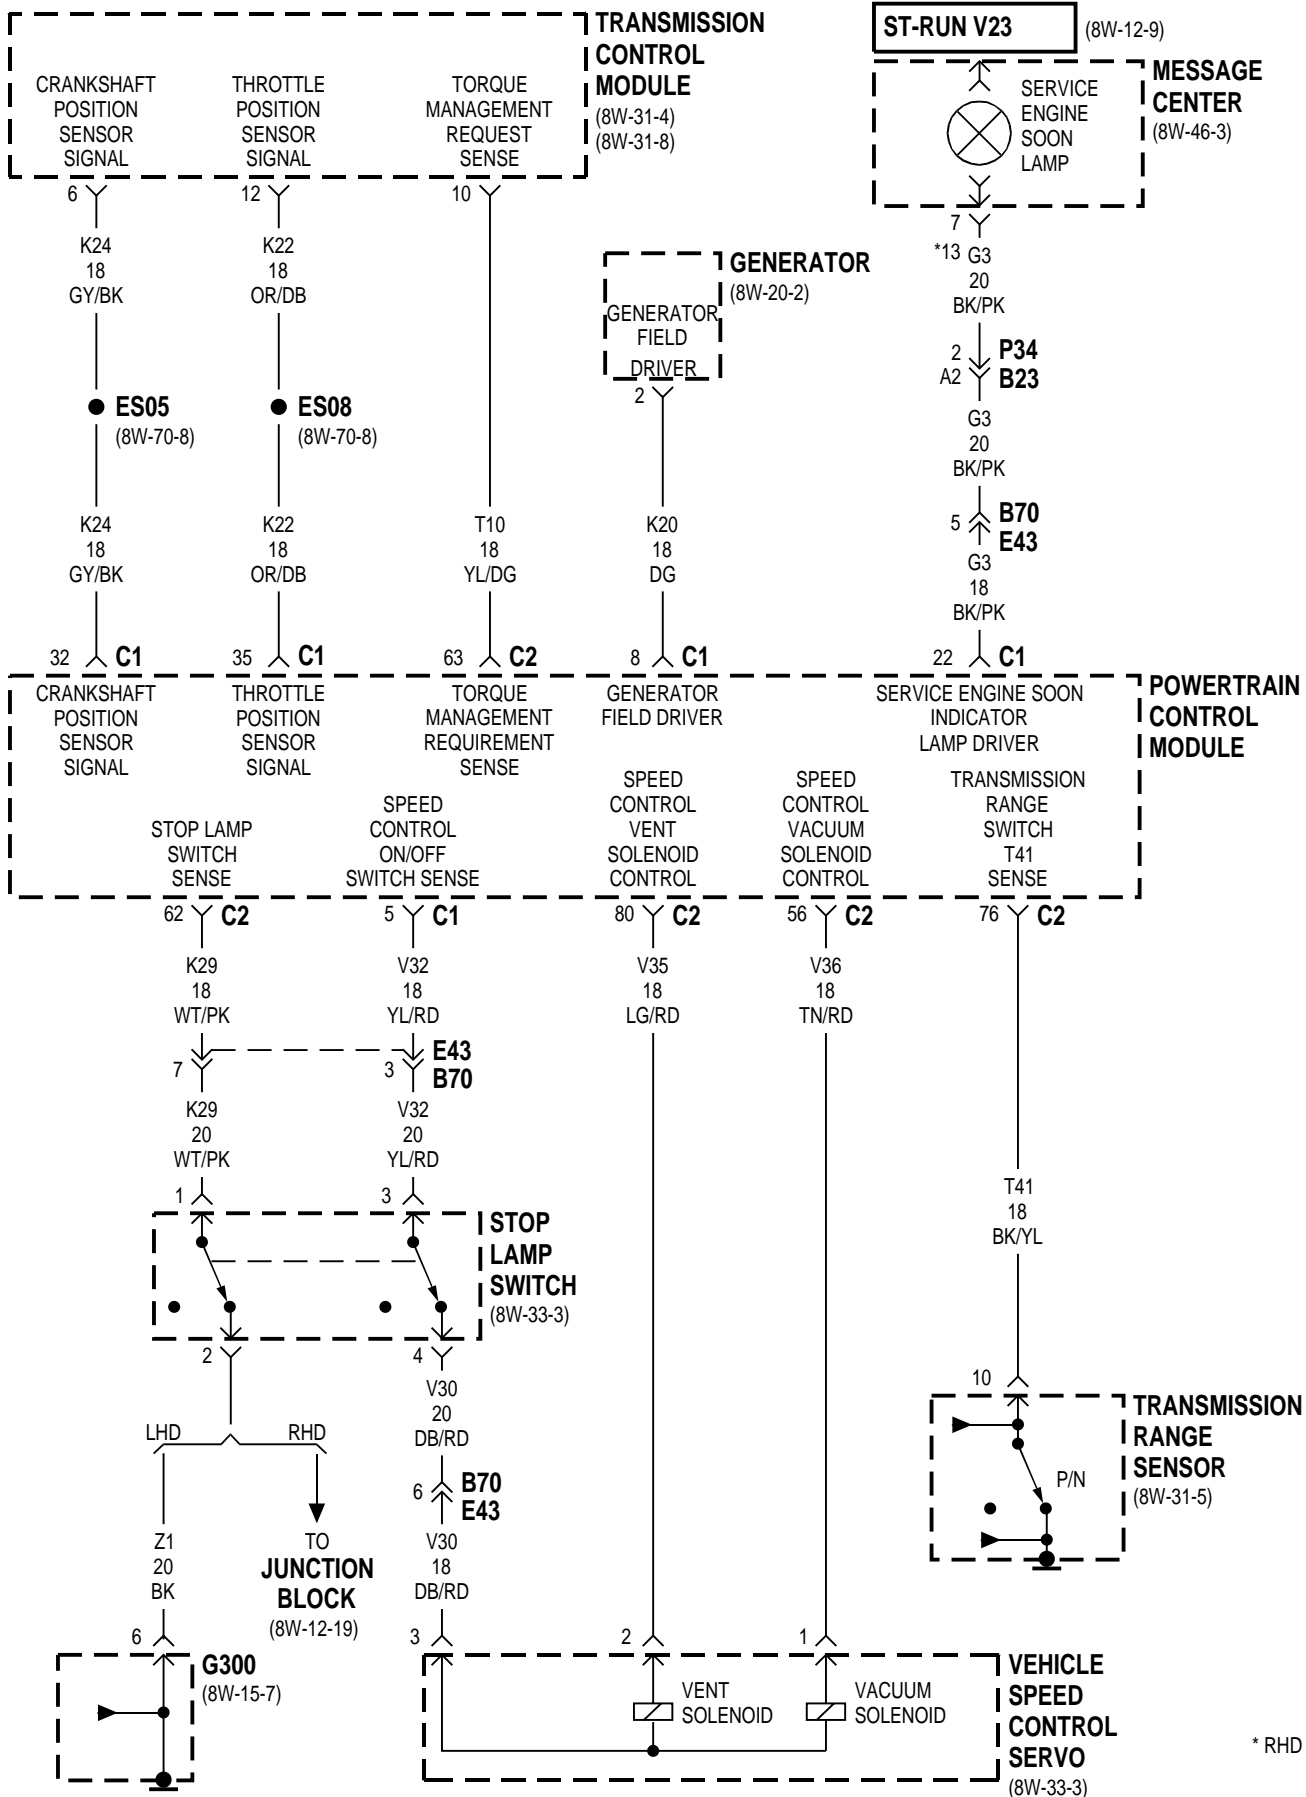 TRANSMISSION
CONTROL
MODULE
(8W-31-4)
(8W-31-8)
CRANKSHAFT
POSITION
SENSOR
SIGNAL
THROTTLE
POSITION
SENSOR
SIGNAL
TORQUE
MANAGEMENT
REQUEST
SENSE
ST-RUN V23
(8W-12-9)
SERVICE
ENGINE
SOON
LAMP
MESSAGE
CENTER
(8W-46-3)
6
12
10
7
*13
K24
18
GY/BK
K22
18
OR/DB
G3
20
BK/PK
GENERATOR
(8W-20-2)
GENERATOR
FIELD
DRIVER
2
2
P34
A2
B23
ES05
(8W-70-8)
ES08
(8W-70-8)
G3
20
BK/PK
5
B70
E43
K24
18
GY/BK
K22
18
OR/DB
T10
18
YL/DG
K20
18
DG
G3
18
BK/PK
32
C1
35
C1
63
C2
8
C1
22
C1
POWERTRAIN
CONTROL
MODULE
CRANKSHAFT
POSITION
SENSOR
SIGNAL
THROTTLE
POSITION
SENSOR
SIGNAL
TORQUE
MANAGEMENT
REQUIREMENT
SENSE
GENERATOR
FIELD DRIVER
SERVICE ENGINE SOON
INDICATOR
LAMP DRIVER
STOP LAMP
SWITCH
SENSE
SPEED
CONTROL
ON/OFF
SWITCH SENSE
SPEED
CONTROL
VENT
SOLENOID
CONTROL
SPEED
CONTROL
VACUUM
SOLENOID
CONTROL
TRANSMISSION
RANGE
SWITCH
T41
SENSE
62
C2
5
C1
80
C2
56
C2
76
C2
K29
18
WT/PK
V32
18
YL/RD
V35
18
LG/RD
V36
18
TN/RD
7
3
E43
B70
K29
20
WT/PK
V32
20
YL/RD
1
3
T41
18
BK/YL
STOP
LAMP
SWITCH
(8W-33-3)
2
4
V30
20
DB/RD
10
TRANSMISSION
RANGE
SENSOR
(8W-31-5)
P/N
LHD
RHD
6
B70
E43
Z1
20
BK
TO
JUNCTION
BLOCK
(8W-12-19)
V30
18
DB/RD
6
3
2
1
G300
(8W-15-7)
VENT
SOLENOID
VACUUM
SOLENOID
VEHICLE
SPEED
CONTROL
SERVO
(8W-33-3)
* RHD